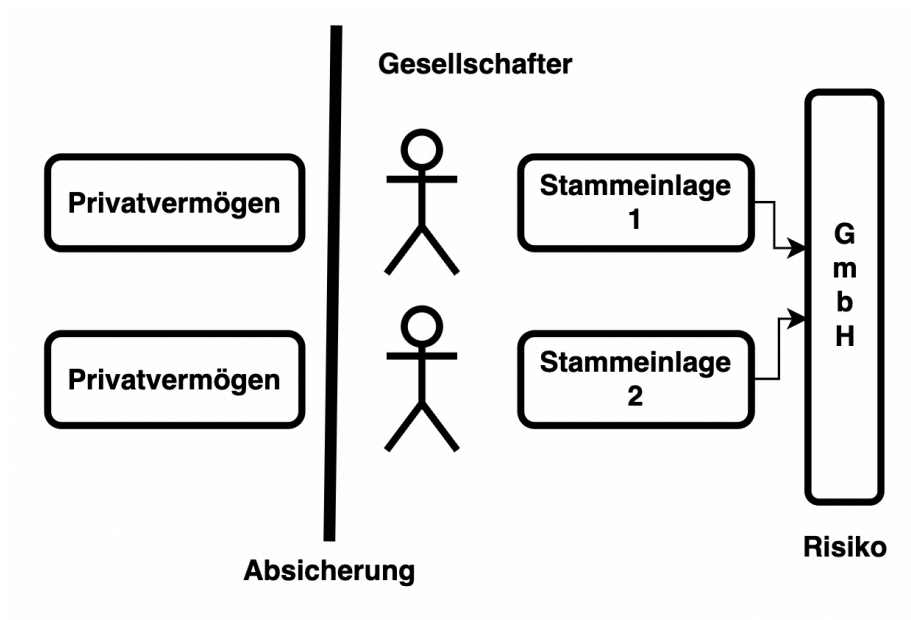 Gesellschafter
Privatvermögen
Stammeinlage
1
Privatvermögen
Stammeinlage
2
G
m
b
H
Absicherung
Risiko